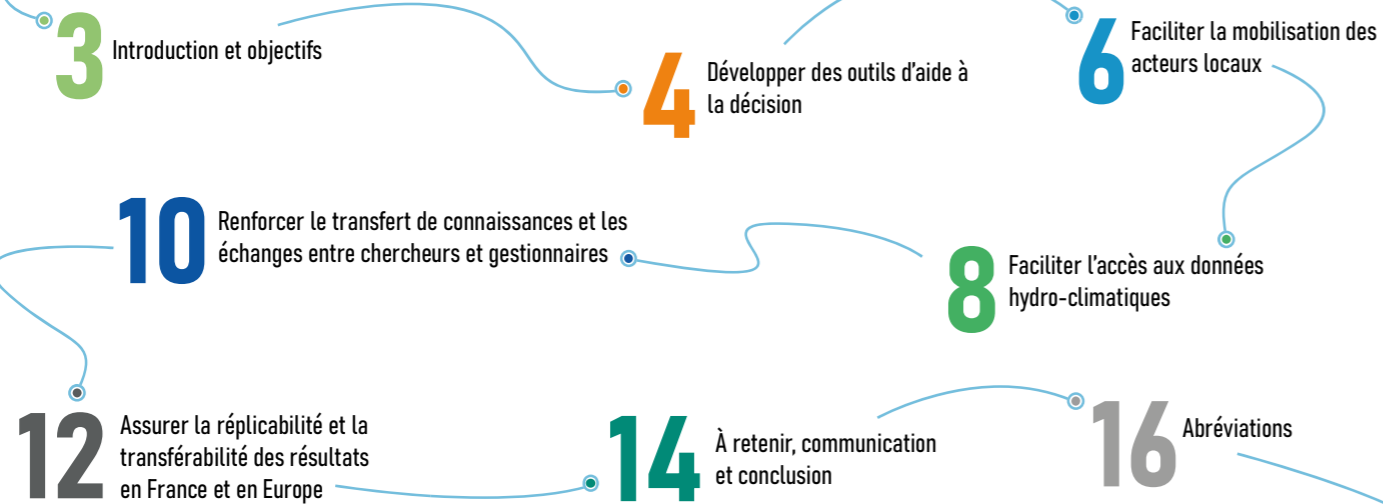 3
Introduction et objectifs
4
Développer des outils d'aide à
la décision
6
Faciliter la mobilisation des
acteurs locaux
8
Faciliter l'accès aux données
hydro-climatiques
10
Renforcer le transfert de connaissances et les
échanges entre chercheurs et gestionnaires
12
Assurer la réplicabilité et la
transférabilité des résultats
en France et en Europe
14
À retenir, communication
et conclusion
16
Abréviations